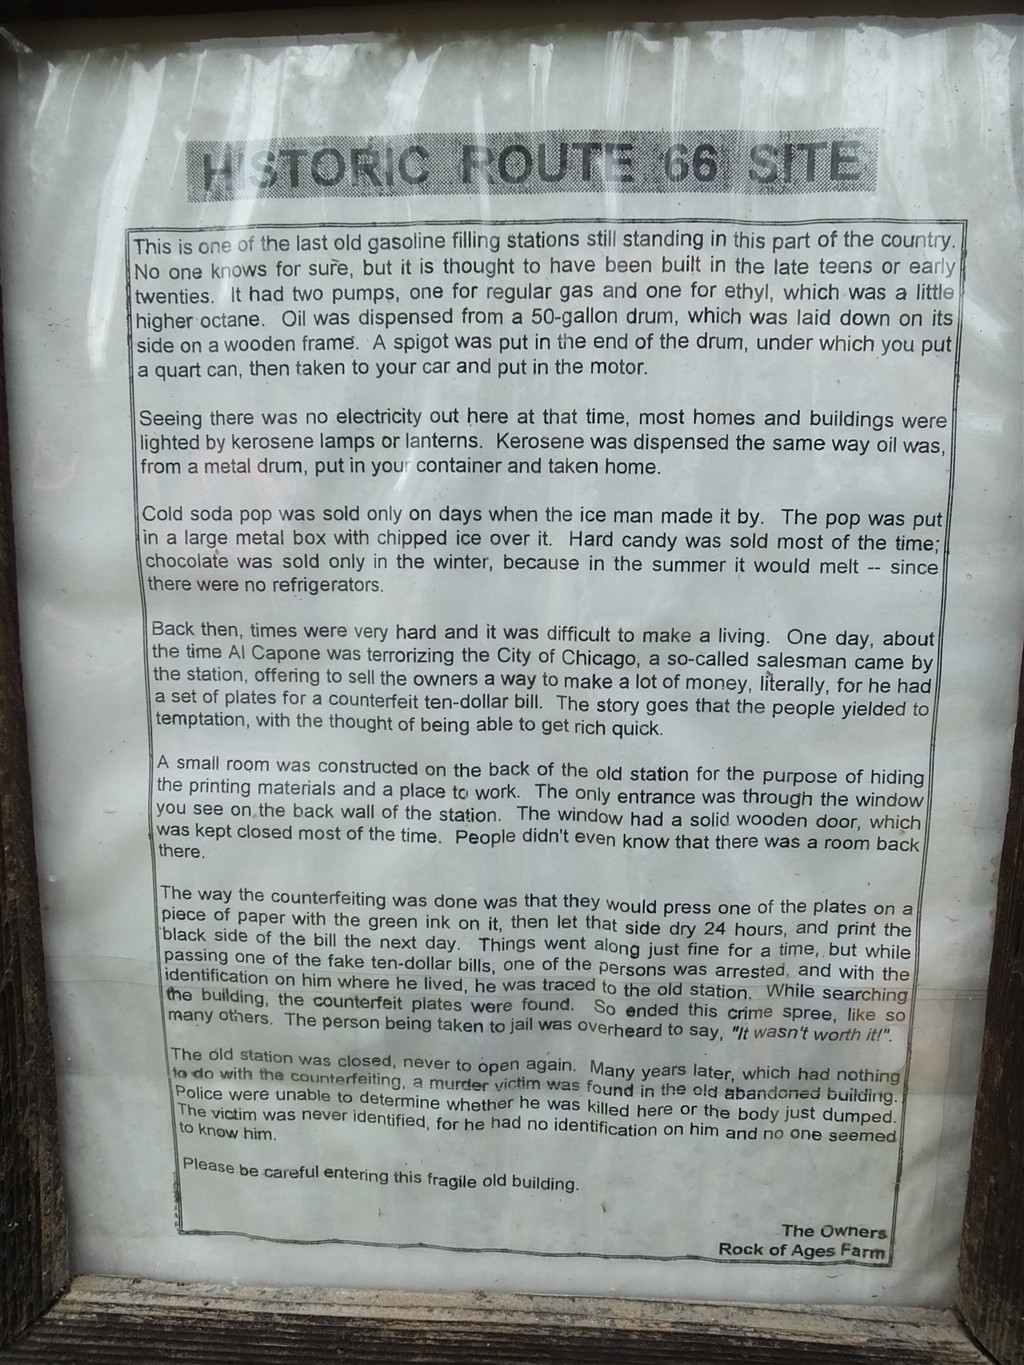 HISTORIC ROUTE 66 SITE
This is one of the last old gasoline filling stations still standing in this part of the country.
No one knows for sure, but it is thought to have been built in the late teens or early
twenties. It had two pumps, one for regular gas and one for ethyl, which was a little
higher octane. Oil was dispensed from a 50-gallon drum, which was laid down on its
side on a wooden frame. A spigot was put in the end of the drum, under which you put
a quart can, then taken to your car and put in the motor.
Seeing there was no electricity out here at that time, most homes and buildings were
lighted by kerosene lamps or lanterns. Kerosene was dispensed the same way oil was,
from a metal drum, put in your container and taken home.
Cold soda pop was sold only on days when the ice man made it by. The pop was put
in a large metal box with chipped ice over it. Hard candy was sold most of the time;
chocolate was sold only in the winter, because in the summer it would melt -- since
there were no refrigerators.
Back then, times were very hard and it was difficult to make a living. One day, about
the time Al Capone was terrorizing the City of Chicago, a so-called salesman came by
the station, offering to sell the owners a way to make a lot of money, literally, for he had
a set of plates for a counterfeit ten-dollar bill. The story goes that the people yielded to
temptation, with the thought of being able to get rich quick.
A small room was constructed on the back of the old station for the purpose of hiding
the printing materials and a place to work. The only entrance was through the window
you see on the back wall of the station. The window had a solid wooden door, which
was kept closed most of the time. People didn't even know that there was a room back
there.
The way the counterfeiting was done was that they would press one of the plates on a
piece of paper with the green ink on it, then let that side dry 24 hours, and print the
black side of the bill the next day. Things went along just fine for a time, but while
passing one of the fake ten-dollar bills, one of the persons was arrested, and with the
identification on him where he lived, he was traced to the old station. While searching
the building, the counterfeit plates were found. So ended this crime spree, like so
many others. The person being taken to jail was overheard to say, "It wasn't worth it!".
The old station was closed, never to open again. Many years later, which had nothing
to do with the counterfeiting, a murder victim was found in the old abandoned building.
Police were unable to determine whether he was killed here or the body just dumped.
The victim was never identified, for he had no identification on him and no one seemed
to know him.
Please be careful entering this fragile old building.
The Owners
Rock of Ages Farm